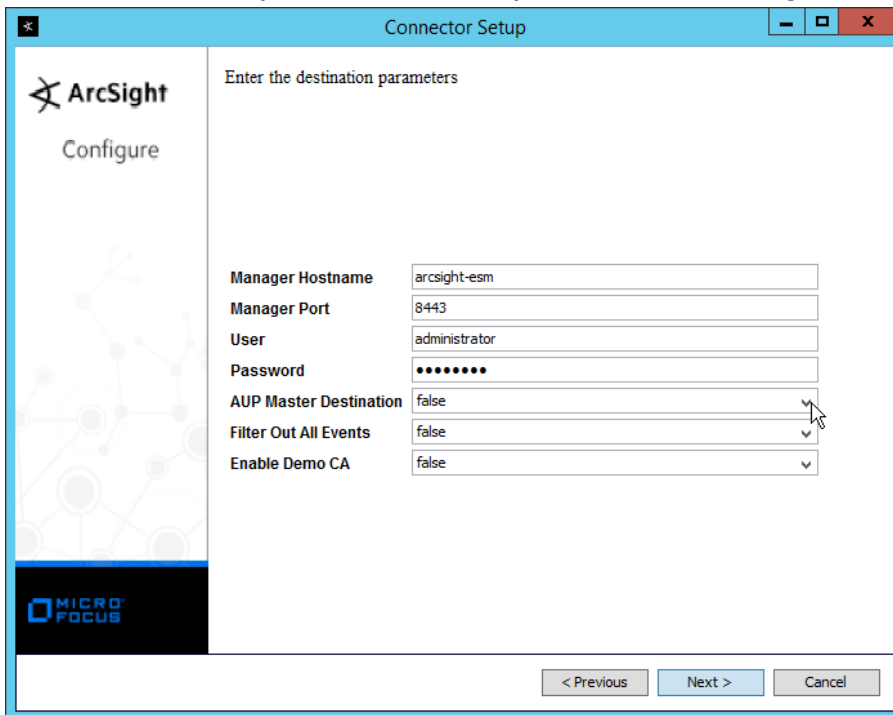 Connector Setup
ArcSight
Configure
Enter the destination parameters
Manager Hostname arcsight-esm
Manager Port 8443
User administrator
Password ••••••••
AUP Master Destination false
Filter Out All Events false
Enable Demo CA false
MICRO
FOCUS
< Previous Next > Cancel